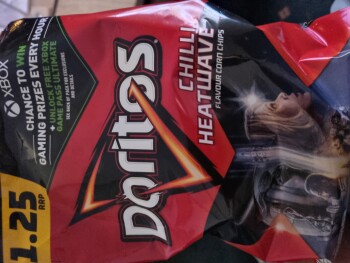 XBOX
CHANCE TO WIN
GAMING PRIZES EVERY HOUR
+ UNLOCK FREE XBOX
GAME PASS ULTIMATE
Doritos
CHILLI
HEATWAVE
FLAVOUR CORN CHIPS
1.25
RRP